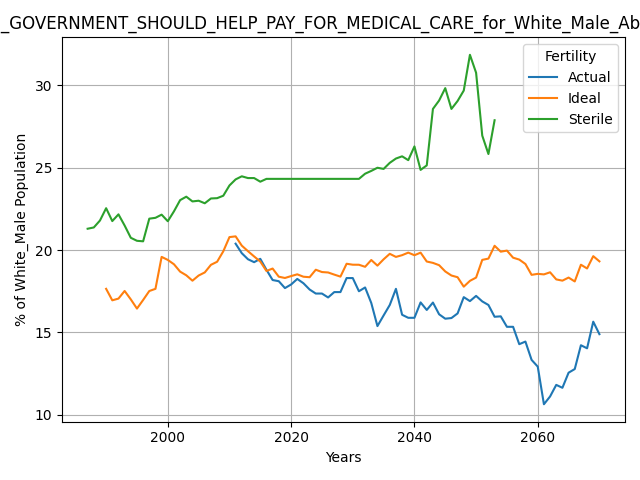 _GOVERNMENT_SHOULD_HELP_PAY_FOR_MEDICAL_CARE_for_White_Male_Ab
Fertility
Actual
Ideal
Sterile
% of White_Male Population
30
25
20
15
10
2000 2020 2040 2060
Years